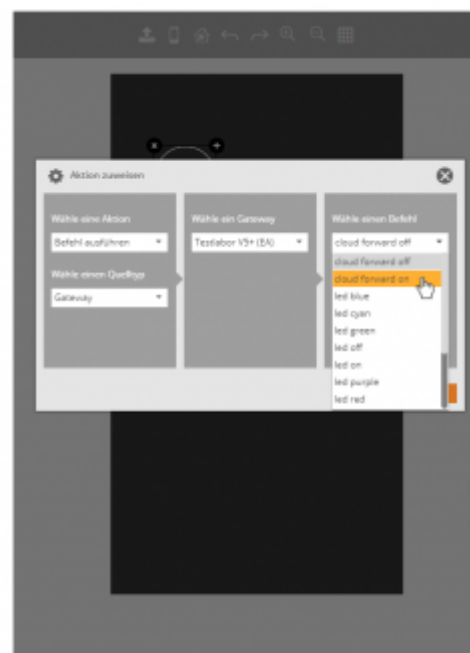 Aktion zuweisen
Wähle eine Aktion
Befehl ausführen
Wähle einen Quelltyp
Gateway
Wähle ein Gateway
Testlabor V5+ (EA)
Wähle einen Befehl
cloud forward off
cloud forward off
cloud forward on
led blue
led cyan
led green
led off
led on
led purple
led red